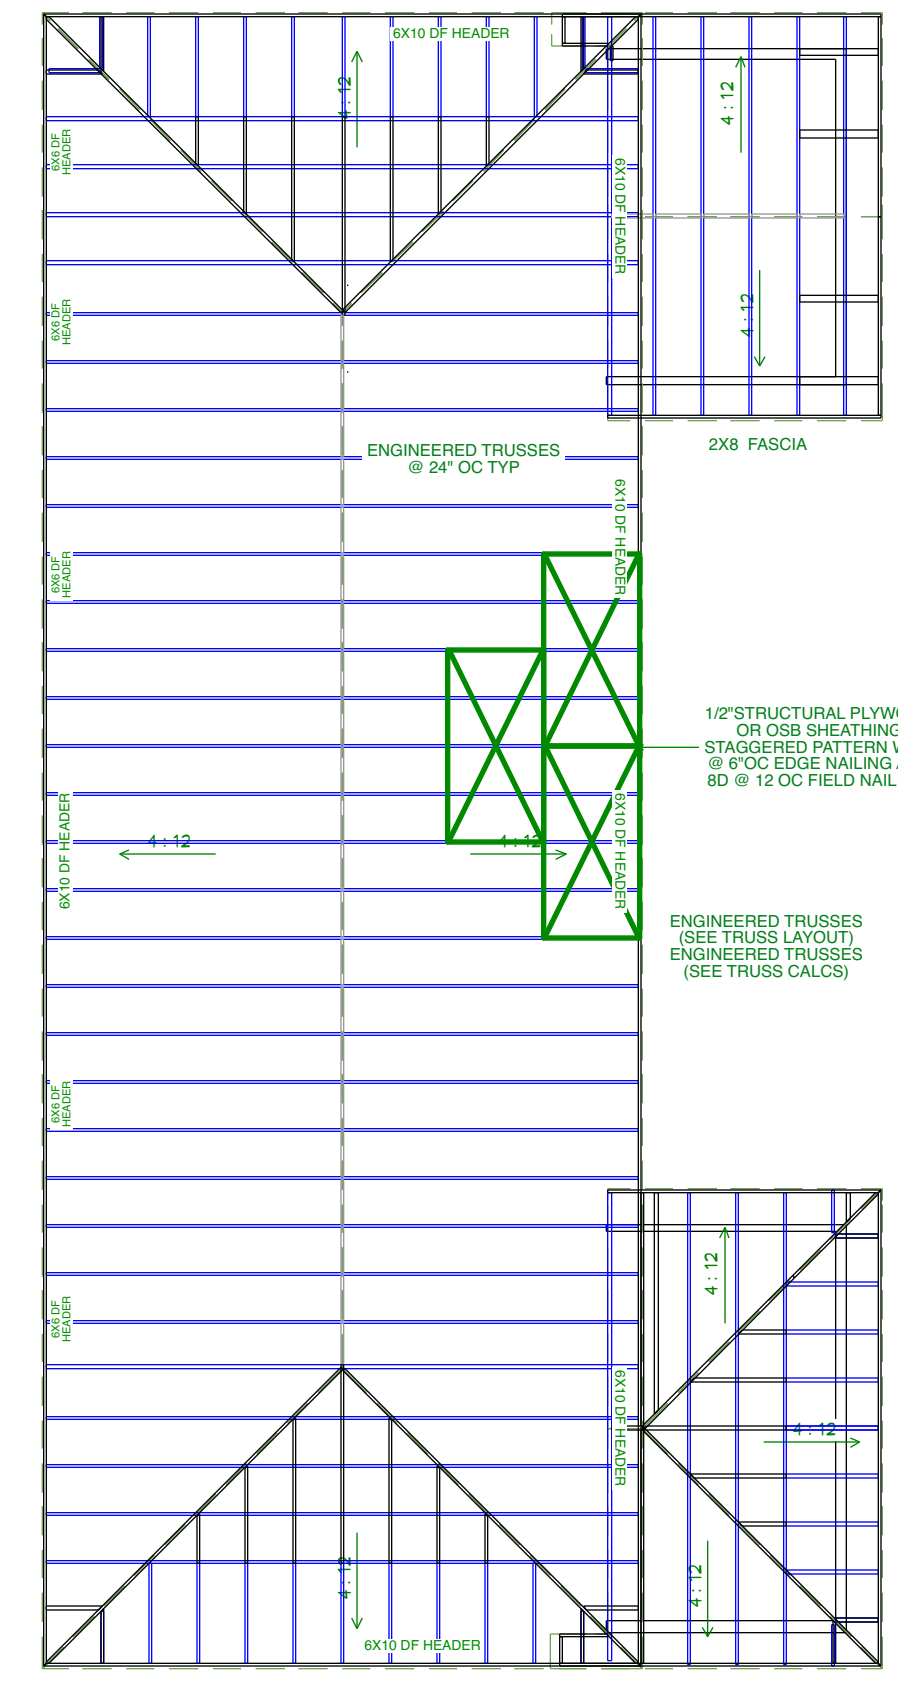 6X10 DF HEADER
4 : 12
4 : 12
6X6 DF
HEADER
6X10 DF HEADER
4 : 12
6X6 DF
HEADER
2X8 FASCIA
ENGINEERED TRUSSES
@ 24" OC TYP
6X10 DF HEADER
6X6 DF
HEADER
1/2"STRUCTURAL
OR OSB SHEATHING
STAGGERED PATTERN
@ 6"OC EDGE NAILING
8D @ 12 OC FIELD
6X10 DF HEADER
4 : 12
4 : 12
6X10 DF HEADER
ENGINEERED TRUSSES
(SEE TRUSS LAYOUT)
ENGINEERED TRUSSES
(SEE TRUSS CALCS)
6X6 DF
HEADER
4 : 12
6X6 DF
HEADER
6X10 DF HEADER
4 : 12
4 : 12
4 : 12
6X10 DF HEADER